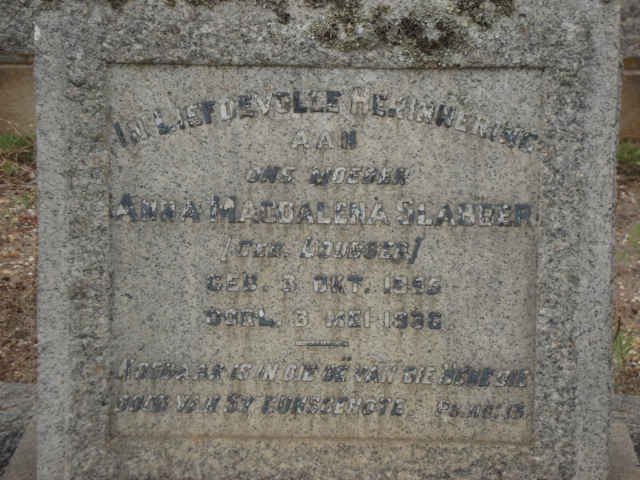 IN LIEFDEVOLLE HERINNERING
AAN
ONS MOEDER
ANNA MAGDALENA SLABBER
(GEB.
GEB. 3 OKT.
OORL. 3 MEI 1936
KOSBAAR IS IN DIE OË VAN DIE HERE DIE
DOOD VAN SY GUNSGENOTE. PS. 116: 15.